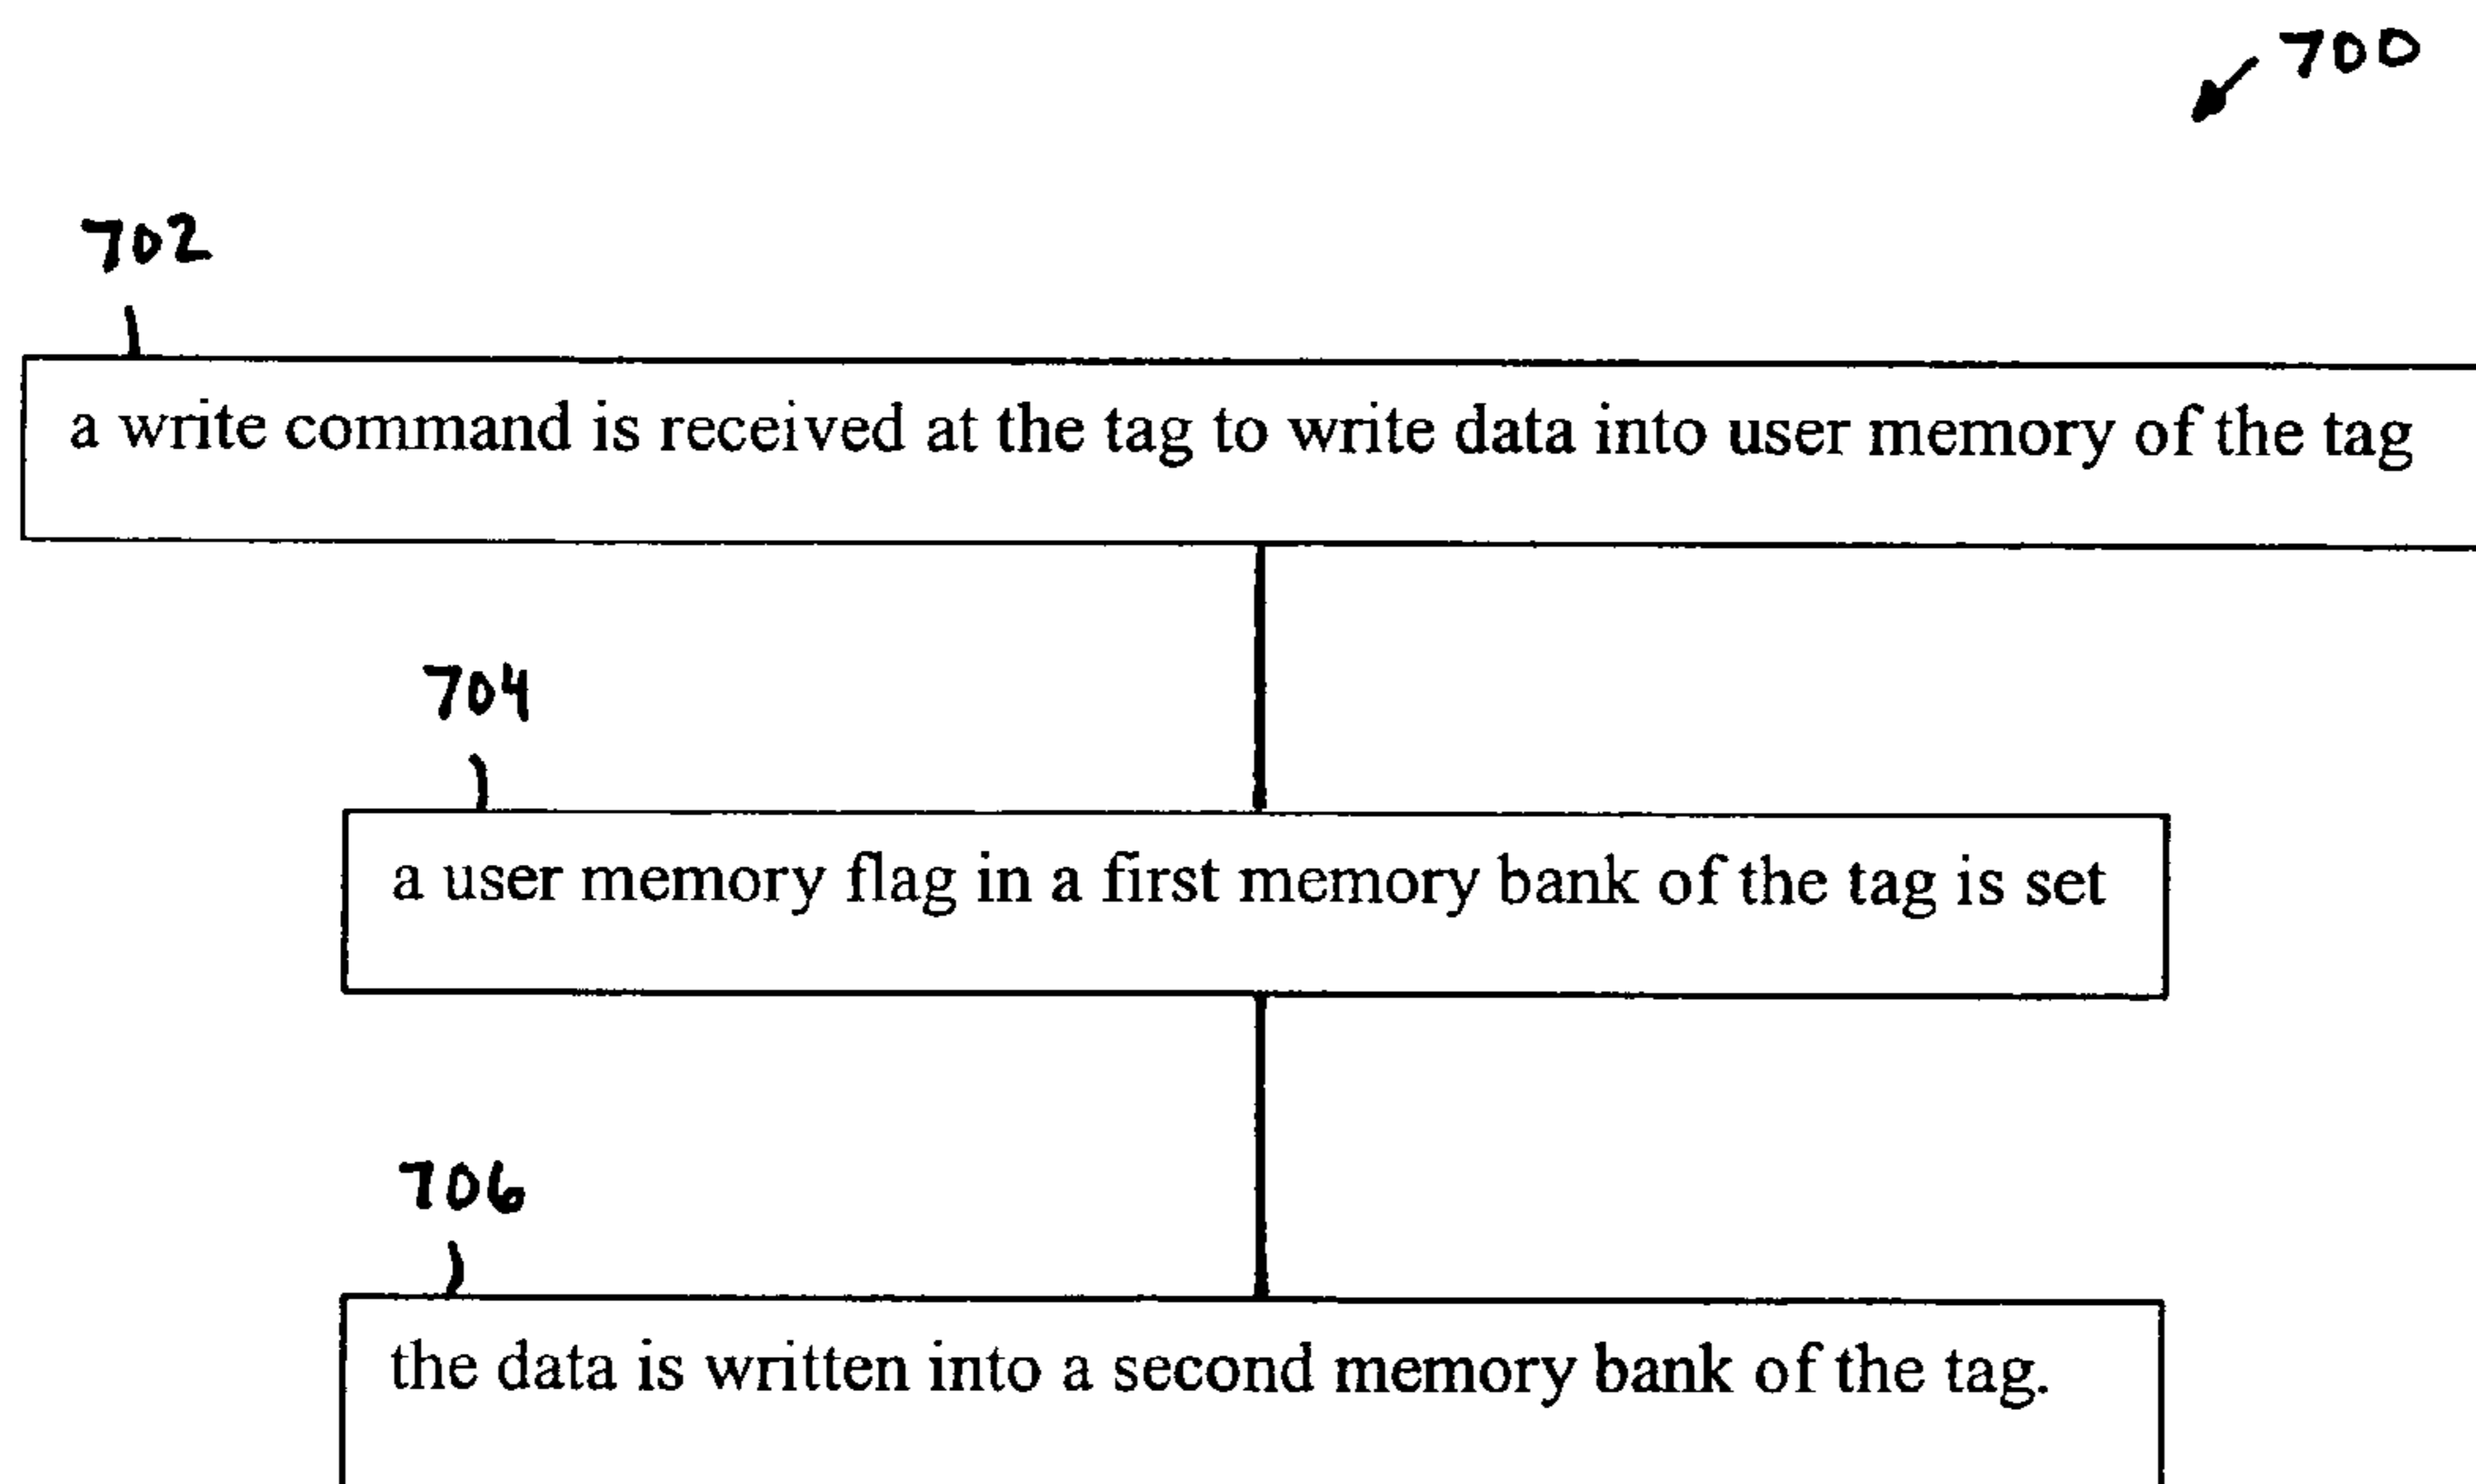 700
702
a write command is received at the tag to write data into user memory of the tag
704
a user memory flag in a first memory bank of the tag is set
706
the data is written into a second memory bank of the tag.